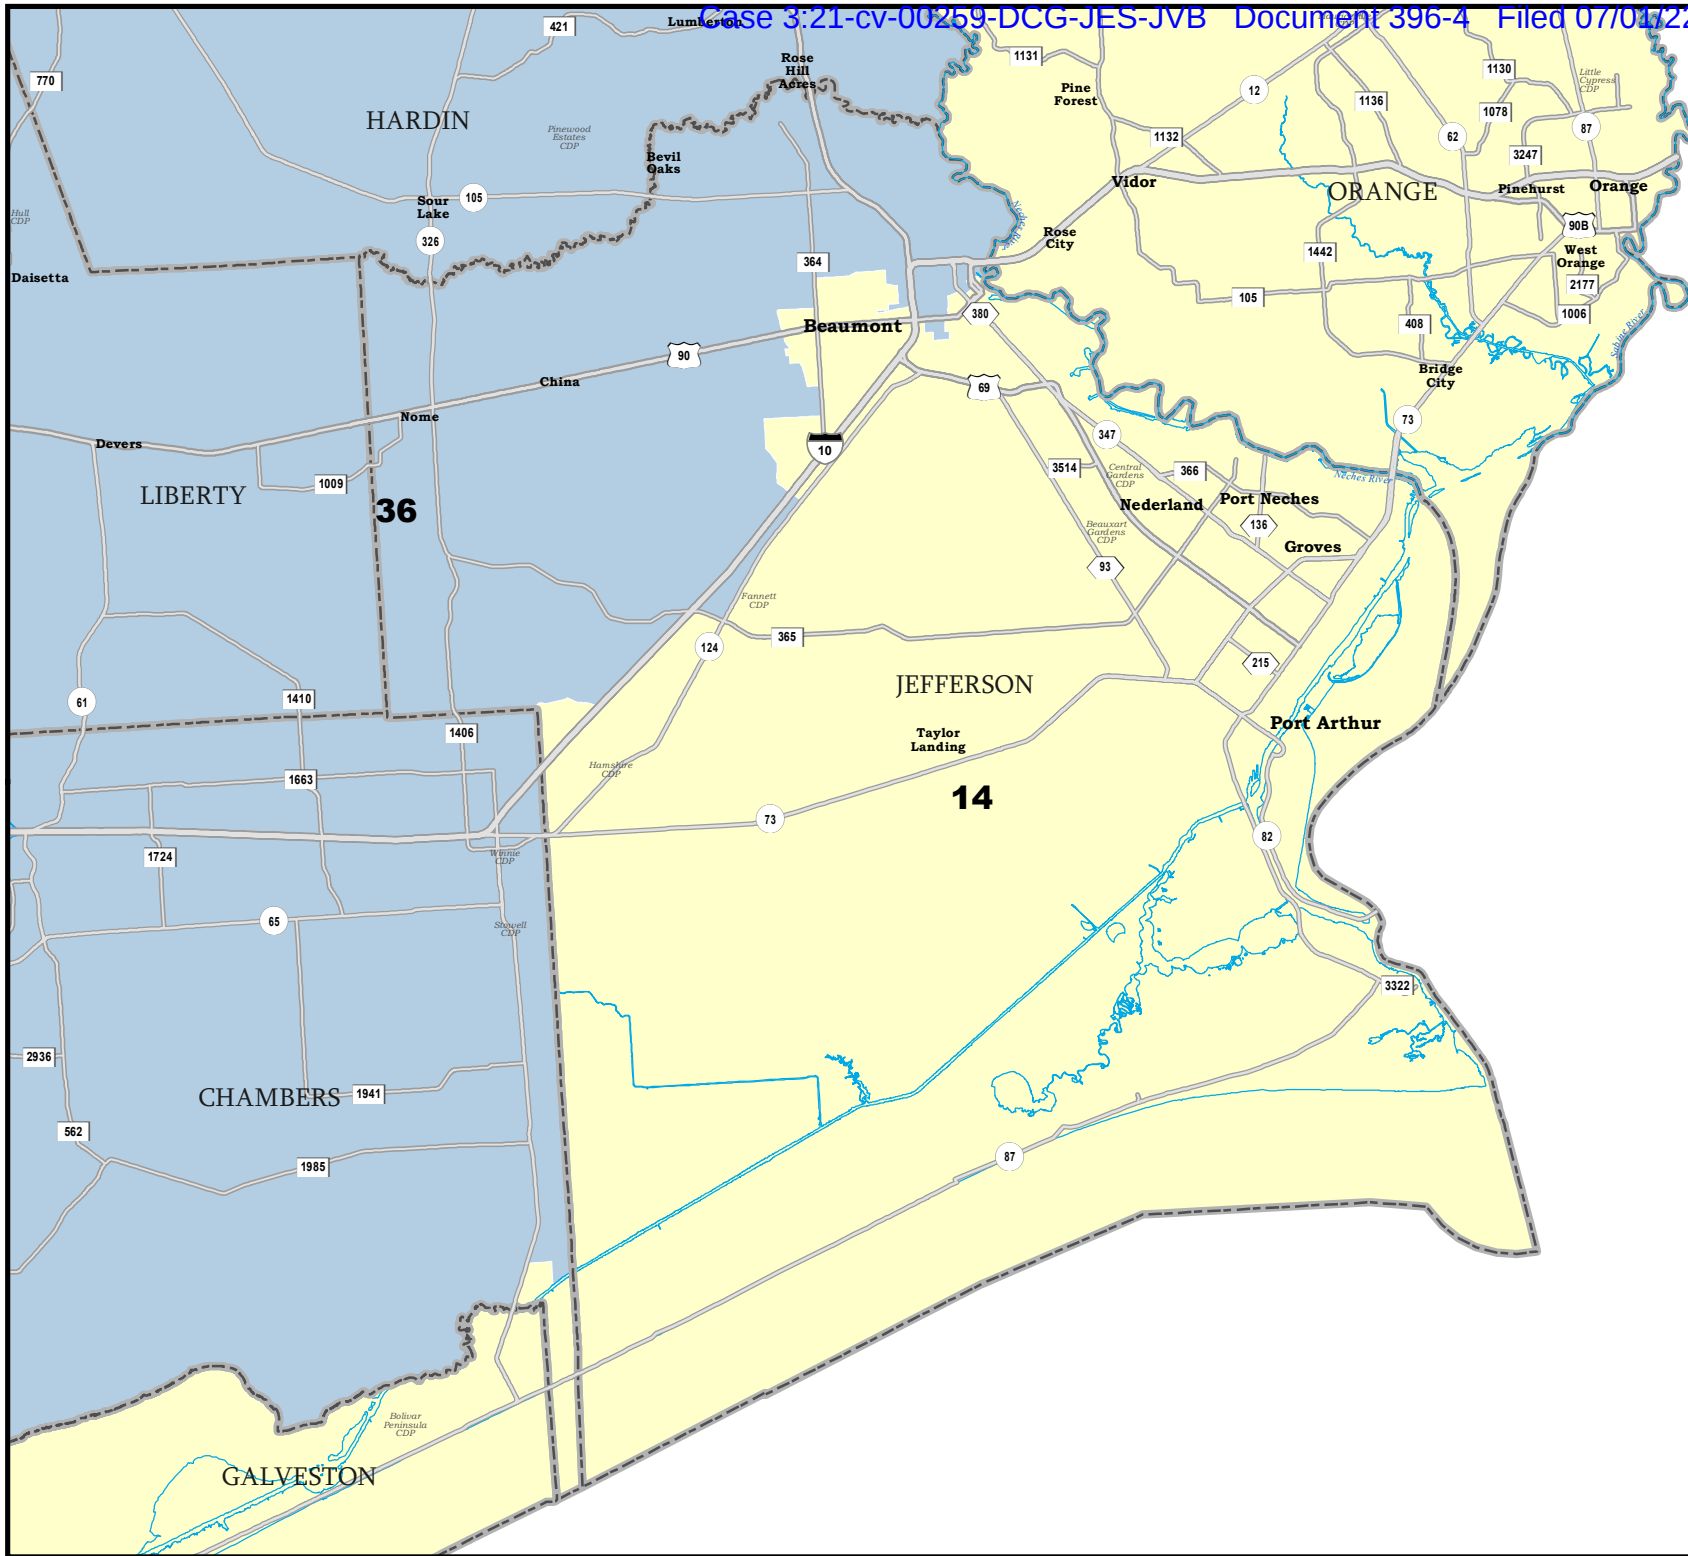 Case 3:21-cv-00259-DCG-JES-JVB Document 396-4 Filed 07/01/22
Lumberton
421
770
Rose
Hill
Acres
1131
Pine
Forest
12
1136
1130
Little
Cypress
CDP
1078
87
62
3247
HARDIN
Pinewood
Estates
CDP
Bevil
Oaks
1132
Vidor
ORANGE
Pinehurst
Orange
105
Sour
Lake
326
Hull
CDP
Daisetta
364
Neches River
Rose
City
1442
90B
West
Orange
2177
105
1006
408
Sabine River
Beaumont
380
90
China
69
Bridge
City
Nome
Devers
73
347
10
3514
Central
Gardens
CDP
366
Neches River
1009
LIBERTY
36
Nederland
Port Neches
136
Beauxart
Gardens
CDP
Groves
93
Fannett
CDP
365
124
215
JEFFERSON
61
1410
1406
Port Arthur
Taylor
Landing
Hamshire
CDP
1663
14
73
82
1724
Winnie
CDP
65
Stowell
CDP
3322
2936
CHAMBERS
1941
562
1985
87
Bolivar
Peninsula
CDP
GALVESTON